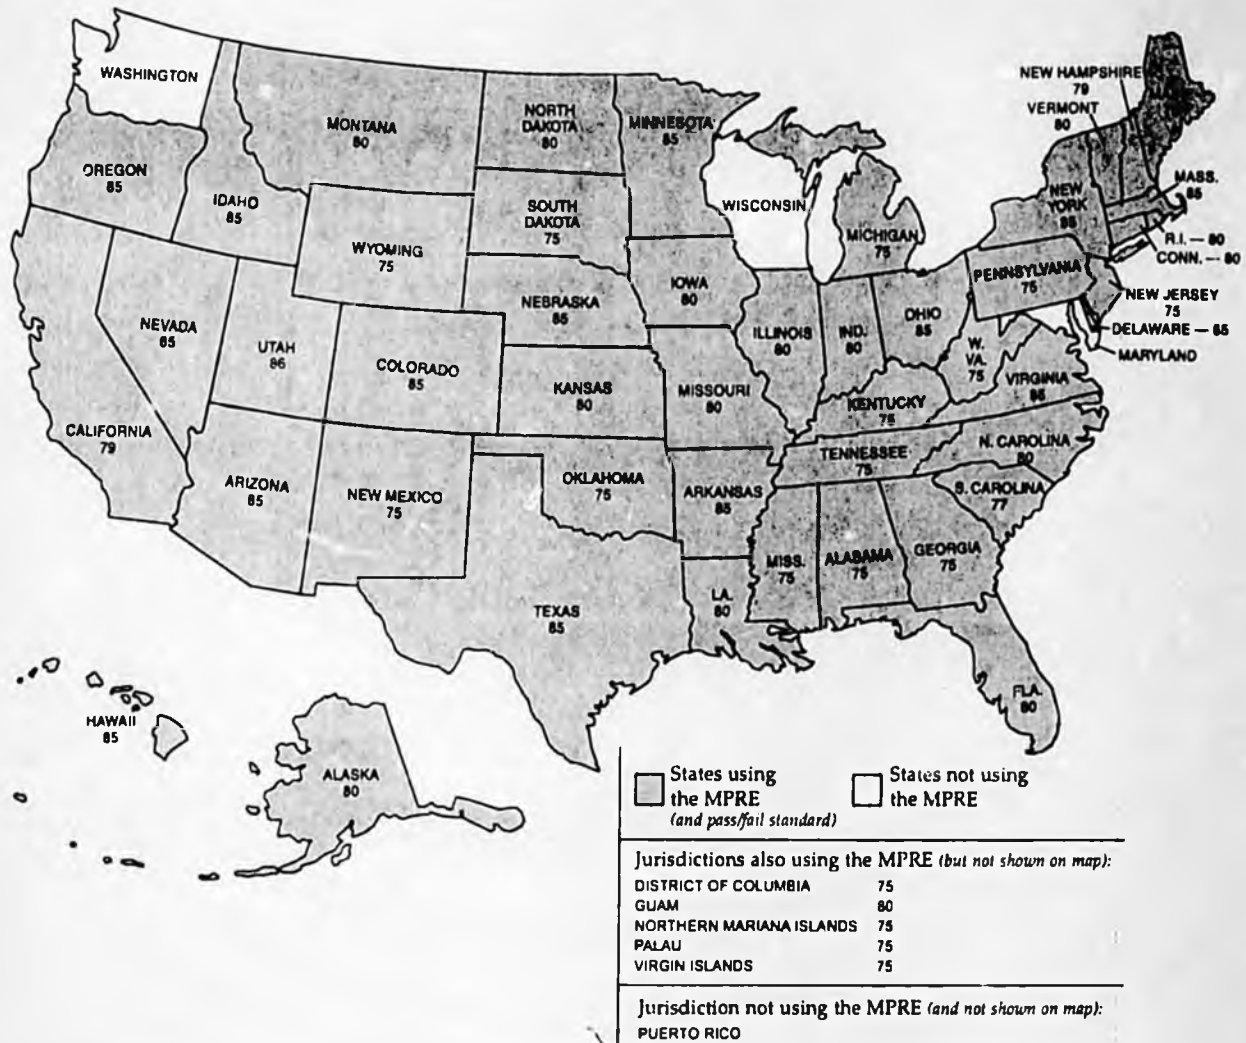 WASHINGTON
MONTANA
80
NORTH
DAKOTA
80
MINNESOTA
85
NEW HAMPSHIRE
79
VERMONT
80
OREGON
85
IDAHO
85
SOUTH
DAKOTA
75
WISCONSIN
MICHIGAN
75
NEW
YORK
85
MASS.
85
R.I. — 80
CONN. — 80
WYOMING
75
IOWA
80
PENNSYLVANIA
75
NEW JERSEY
75
DELAWARE — 85
MARYLAND
NEVADA
85
UTAH
86
COLORADO
85
NEBRASKA
85
ILLINOIS
80
IND.
80
OHIO
85
W.
VA.
75
VIRGINIA
85
KANSAS
80
MISSOURI
80
KENTUCKY
75
CALIFORNIA
79
ARIZONA
85
NEW MEXICO
75
OKLAHOMA
75
ARKANSAS
85
TENNESSEE
75
N. CAROLINA
80
S. CAROLINA
77
TEXAS
85
LA.
80
MISS.
75
ALABAMA
75
GEORGIA
75
FLA.
80
HAWAII
85
ALASKA
80
States using
the MPRE
(and pass/fail standard)
States not using
the MPRE
Jurisdictions also using the MPRE (but not shown on map):
DISTRICT OF COLUMBIA 75
GUAM 80
NORTHERN MARIANA ISLANDS 75
PALAU 75
VIRGIN ISLANDS 75
Jurisdiction not using the MPRE (and not shown on map):
PUERTO RICO